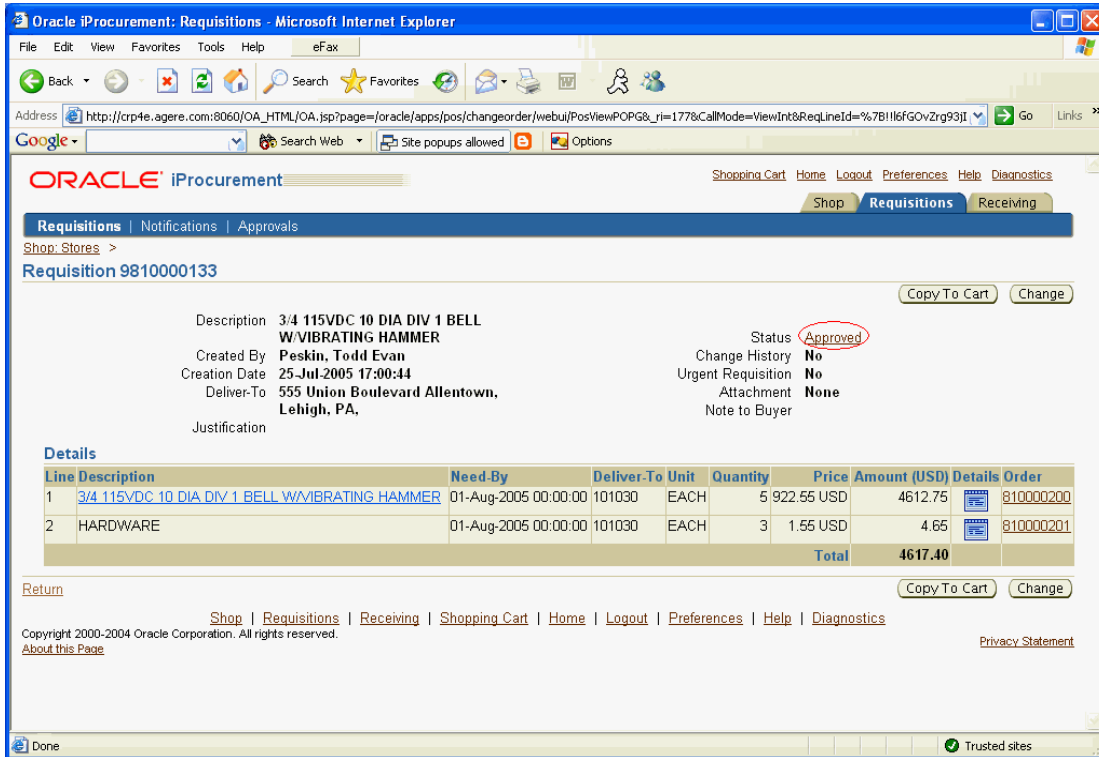 Oracle iProcurement: Requisitions - Microsoft Internet Explorer
File Edit View Favorites Tools Help eFax
Back Search Favorites
Address http://crp4e.agere.com:8060/OA_HTML/OA.jsp?page=/oracle/apps/pos/changeorder/webui/PosViewPOPG&_ri=177&CallMode=ViewInt&ReqLineId= Go Links »
Google Search Web Site popups allowed Options
ORACLE iProcurement
Shopping Cart Home Logout Preferences Help Diagnostics
Shop Requisitions Receiving
Requisitions | Notifications | Approvals
Shop: Stores >
Requisition 9810000133
Copy To Cart Change
Description 3/4 115VDC 10 DIA DIV 1 BELL
W/VIBRATING HAMMER
Status Approved
Created By Peskin, Todd Evan
Change History No
Creation Date 25-Jul-2005 17:00:44
Urgent Requisition No
Deliver-To 555 Union Boulevard Allentown,
Lehigh, PA,
Attachment None
Note to Buyer
Justification
Details
Line Description Need-By Deliver-To Unit Quantity Price Amount (USD) Details Order
1 3/4 115VDC 10 DIA DIV 1 BELL W/VIBRATING HAMMER 01-Aug-2005 00:00:00 101030 EACH 5 922.55 USD 4612.75 810000200
2 HARDWARE 01-Aug-2005 00:00:00 101030 EACH 3 1.55 USD 4.65 810000201
Total 4617.40
Return
Copy To Cart Change
Shop | Requisitions | Receiving | Shopping Cart | Home | Logout | Preferences | Help | Diagnostics
Copyright 2000-2004 Oracle Corporation. All rights reserved.
About this Page
Privacy Statement
Done Trusted sites